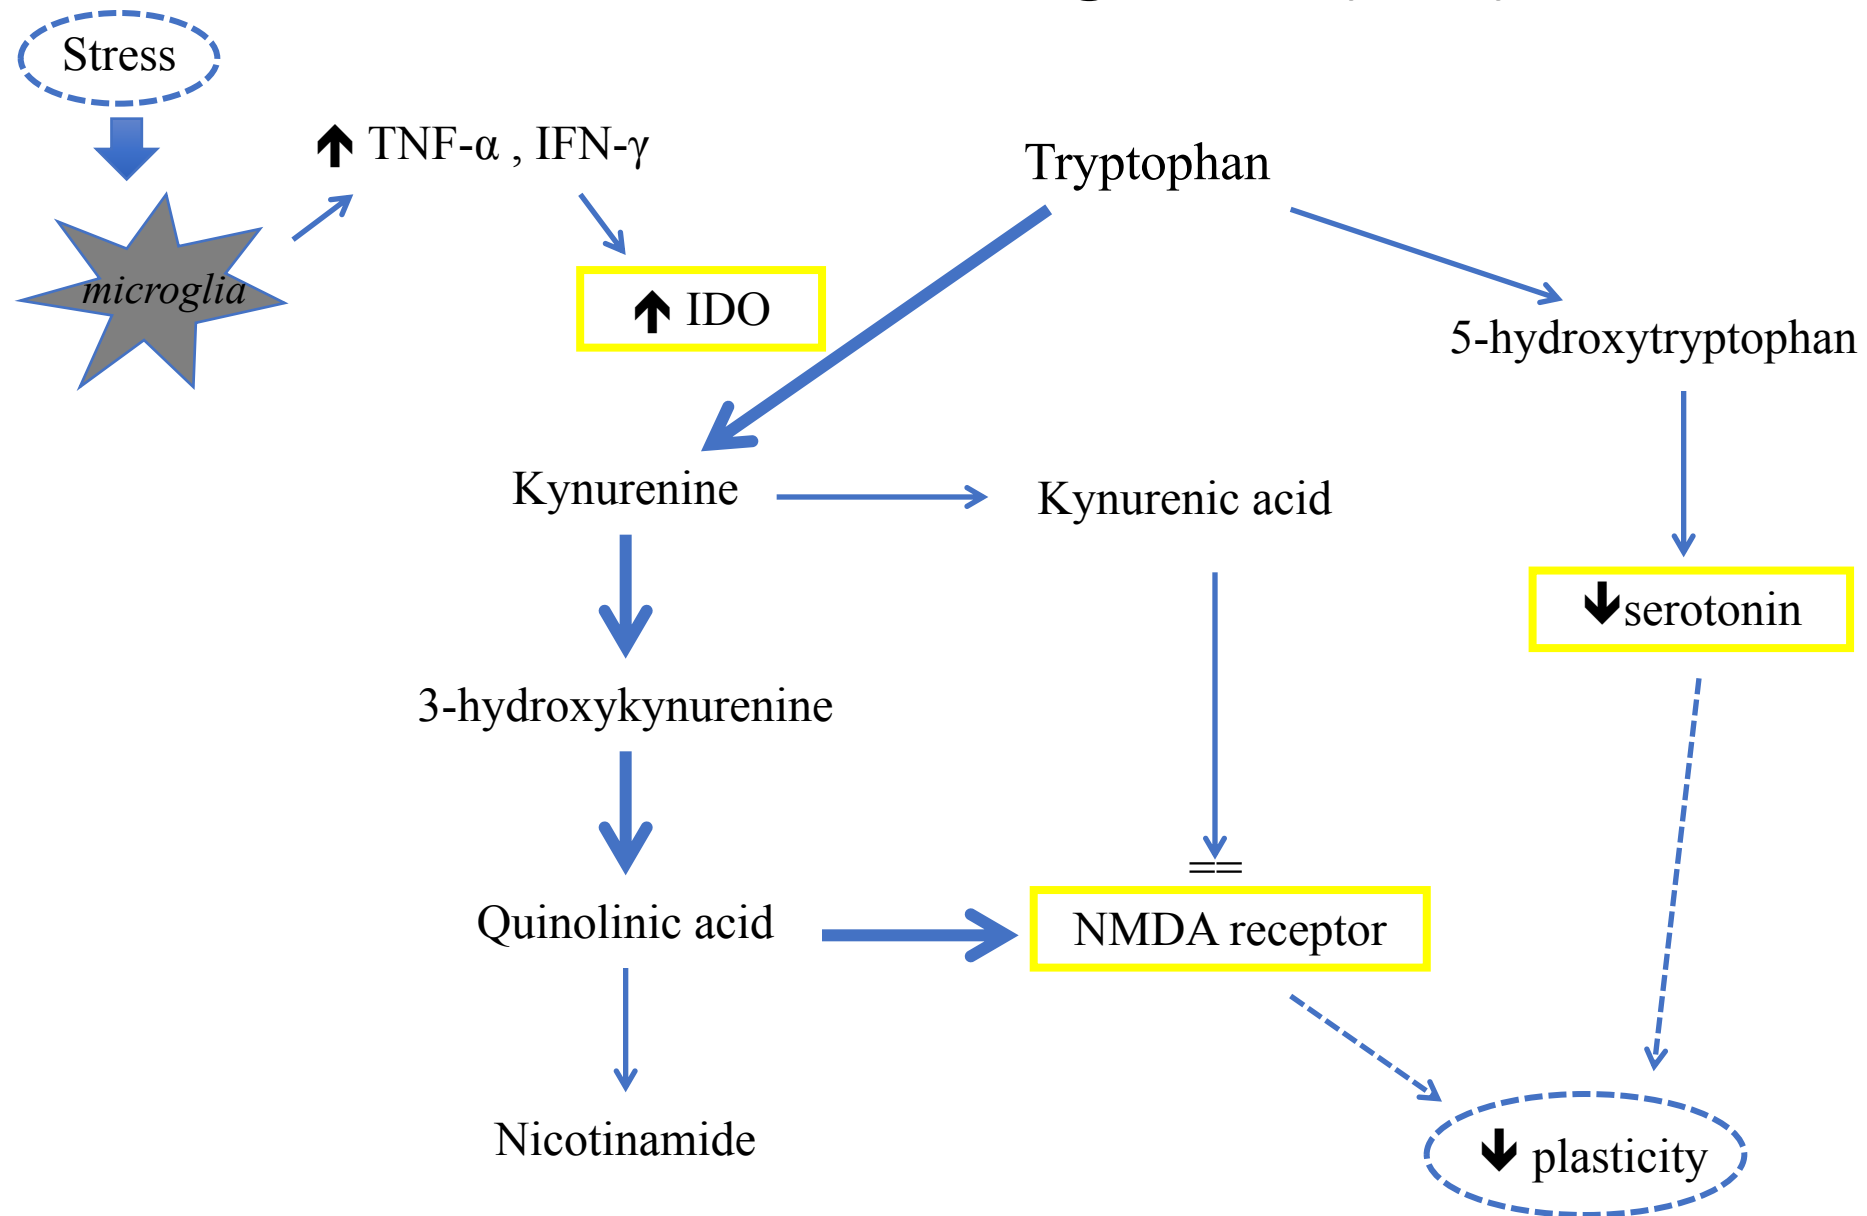 Stress
🡹 TNF-α , IFN-γ
Tryptophan
microglia
🡹 IDO
5-hydroxytryptophan
Kynurenine
Kynurenic acid
🡻serotonin
3-hydroxykynurenine
==
Quinolinic acid
NMDA receptor
Nicotinamide
🡻 plasticity